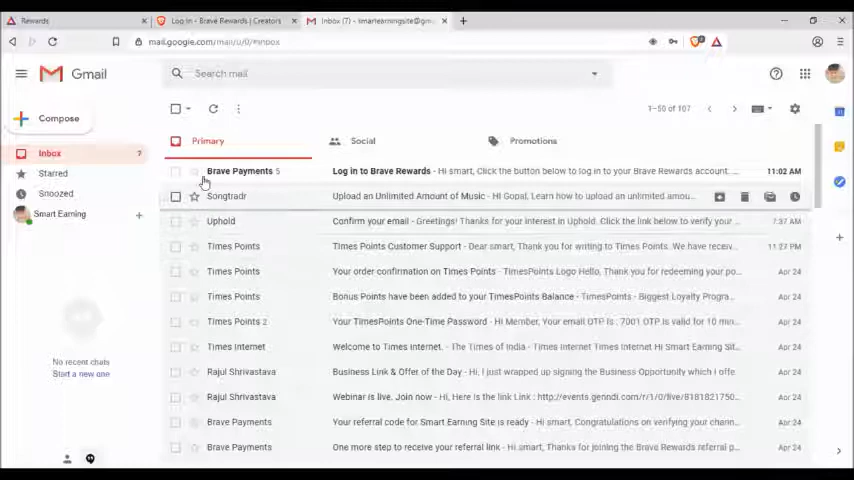 Rewards
Log In - Brave Rewards | Creators
Inbox (7) - smartearningsite@gm
mail.google.com/mail/u/0/#inbox
Gmail
Search mail
Compose
1-50 of 107
Inbox 7
Primary
Social
Promotions
Starred
Snoozed
Smart Earning
Brave Payments 5 Log in to Brave Rewards - Hi smart, Click the button below to log in to your Brave Rewards account. ... 11:02 AM
Songtradr Upload an Unlimited Amount of Music - Hi Gopal, Learn how to upload an unlimited amou...
Uphold Confirm your email - Greetings! Thanks for your interest in Uphold. Click the link below to verify your ... 7:37 AM
Times Points Times Points Customer Support - Dear smart, Thank you for writing to Times Points. We have receiv... 11:27 PM
Times Points Your order confirmation on Times Points - TimesPoints Logo Hello, Thank you for redeeming your po... Apr 24
Times Points Bonus Points have been added to your TimesPoints Balance - TimesPoints - Biggest Loyalty Progra... Apr 24
Times Points 2 Your TimesPoints One-Time Password - Hi Member, Your email OTP is : 7001 OTP is valid for 10 min... Apr 24
Times Internet Welcome to Times Internet. - The Times of India - Times Internet Times Internet Hi Smart Earning Sit... Apr 24
Rajul Shrivastava Business Link & Offer of the Day - Hi, I just wrapped up signing the Business Opportunity which I offe... Apr 24
Rajul Shrivastava Webinar is live. Join now - Hi, Here is the link Link : http://events.genndi.com/r/1/0/live/8181821750... Apr 24
Brave Payments Your referral code for Smart Earning Site is ready - Hi smart, Congratulations on verifying your chann... Apr 24
Brave Payments One more step to receive your referral link - Hi smart, Thanks for joining the Brave Rewards referral p... Apr 24
No recent chats
Start a new one